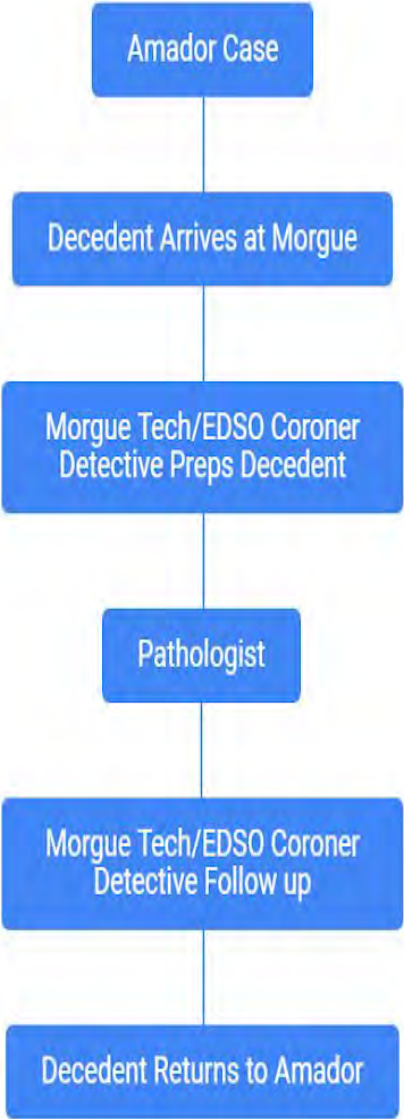 Amador Case
Decedent Arrives at Morgue
Morgue Tech/EDSO Coroner
Detective Preps Decedent
Pathologist
Morgue Tech/EDSO Coroner
Detective Follow up
Decedent Returns to Amador